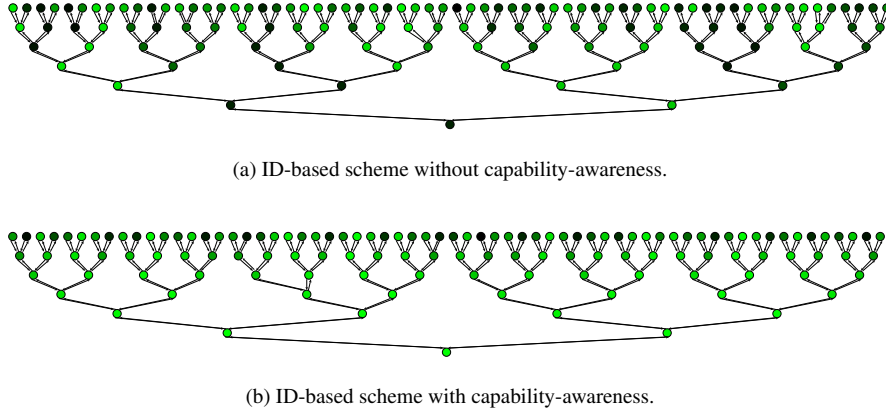 (a) ID-based scheme without capability-awareness.
(b) ID-based scheme with capability-awareness.